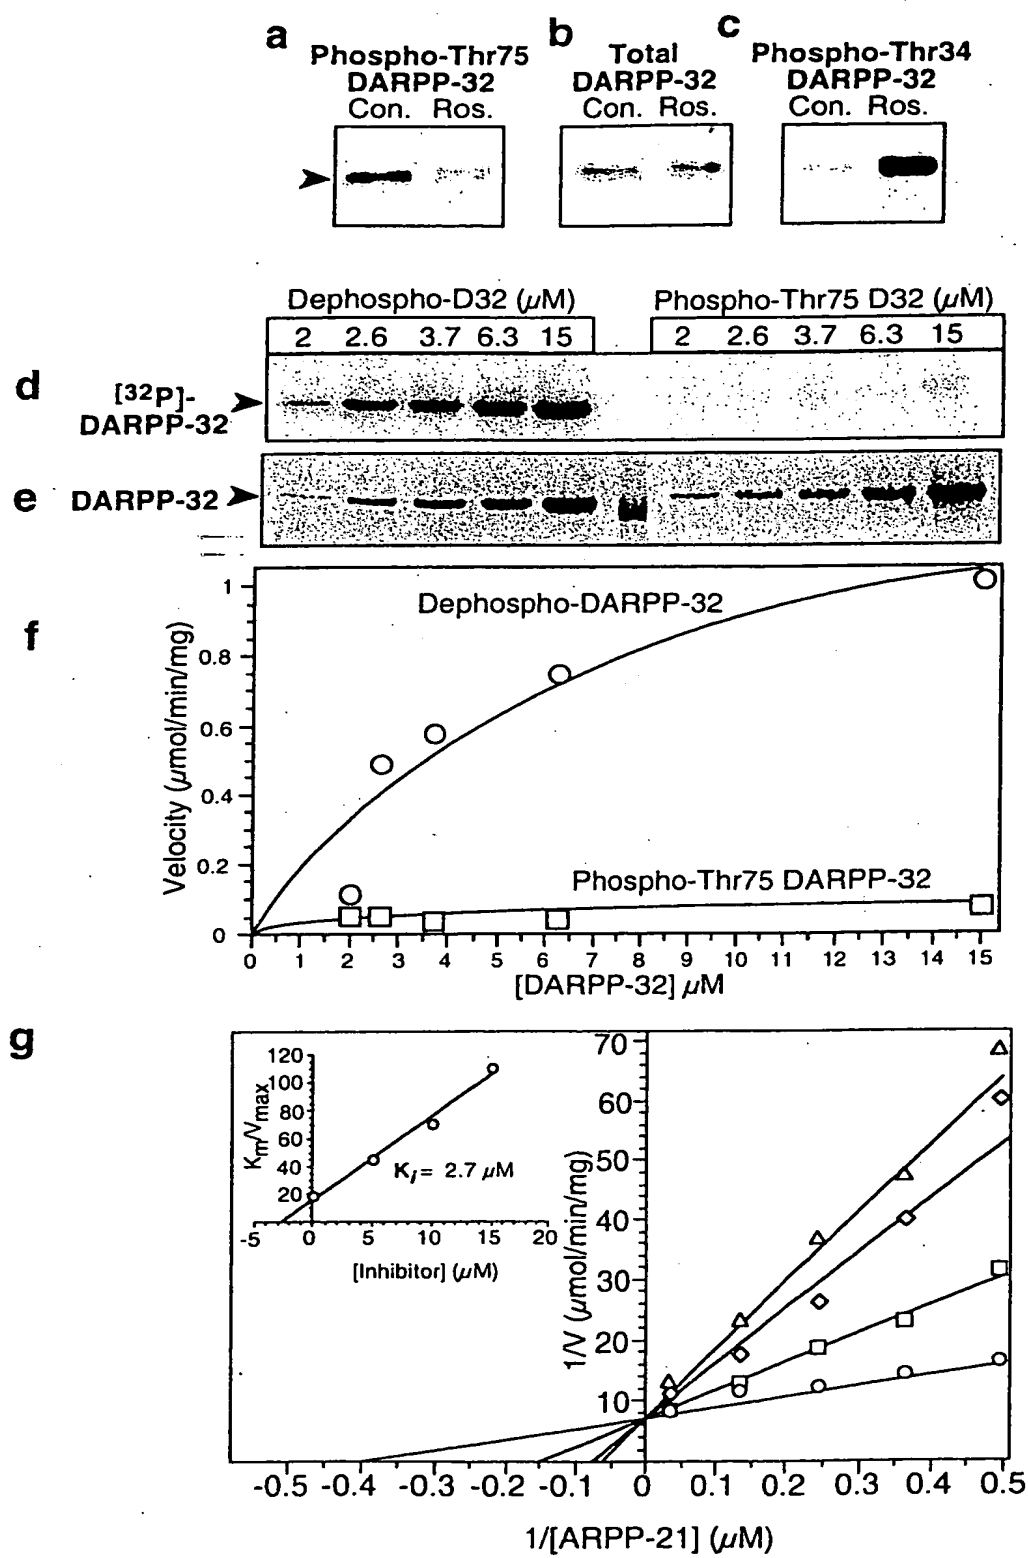 a
Phospho-Thr75
DARPP-32
Con. Ros.
b
Total
DARPP-32
Con. Ros.
c
Phospho-Thr34
DARPP-32
Con. Ros.
d
Dephospho-D32 (µM)
2 2.6 3.7 6.3 15
Phospho-Thr75 D32 (µM)
2 2.6 3.7 6.3 15
[32P]-
DARPP-32
e
DARPP-32
f
Velocity (µmol/min/mg)
1
0.8
0.6
0.4
0.2
0
Dephospho-DARPP-32
Phospho-Thr75 DARPP-32
0 1 2 3 4 5 6 7 8 9 10 11 12 13 14 15
[DARPP-32] µM
g
Km/Vmax
120
100
80
60
40
20
Ki = 2.7 µM
-5 0 5 10 15 20
[Inhibitor] (µM)
1/V (µmol/min/mg)
70
60
50
40
30
20
10
-0.5 -0.4 -0.3 -0.2 -0.1 0 0.1 0.2 0.3 0.4 0.5
1/[ARPP-21] (µM)